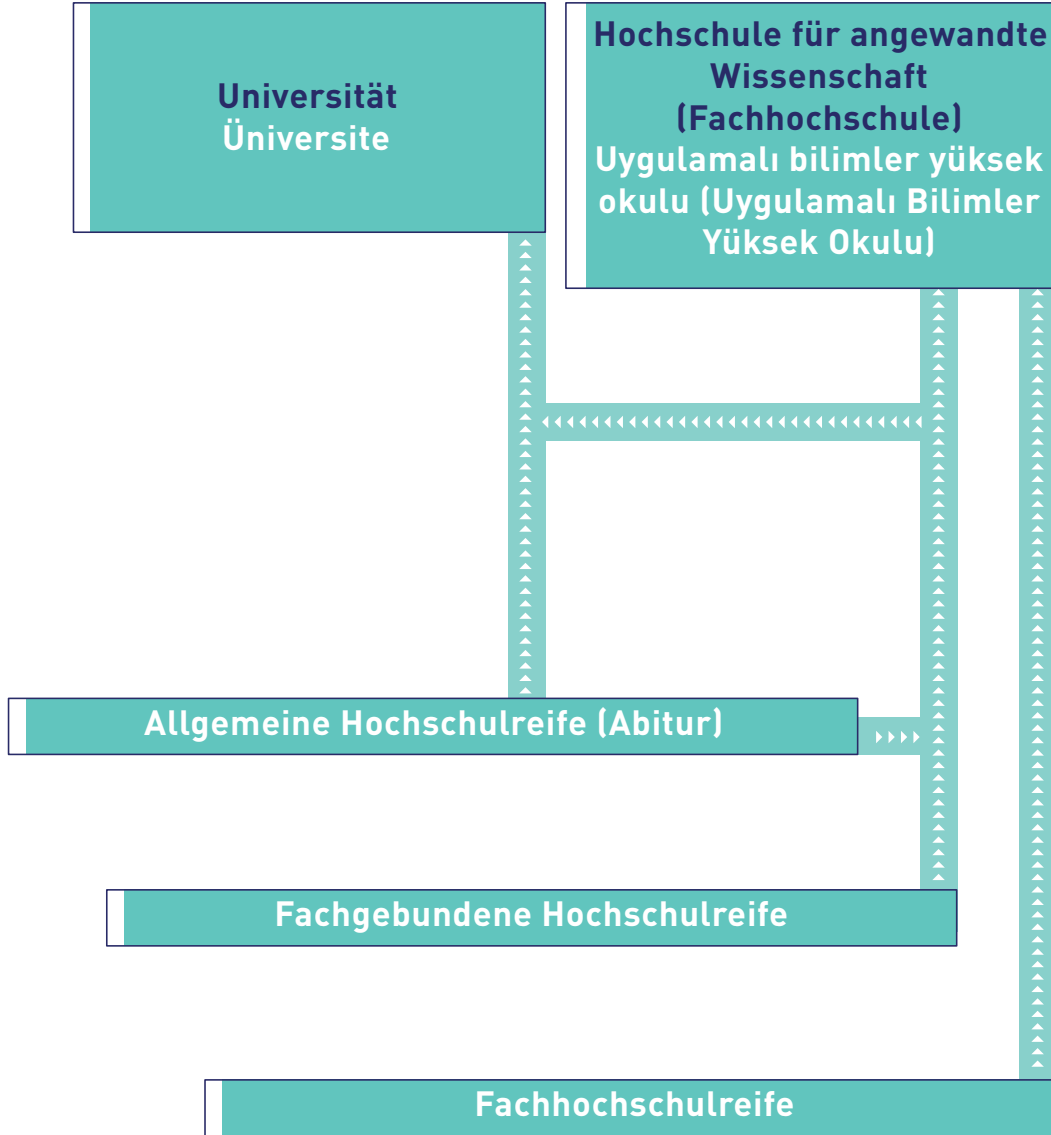 Universität
Üniversite
Hochschule für angewandte
Wissenschaft
(Fachhochschule)
Uygulamalı bilimler yüksek
okulu (Uygulamalı Bilimler
Yüksek Okulu)
Allgemeine Hochschulreife (Abitur)
Fachgebundene Hochschulreife
Fachhochschulreife